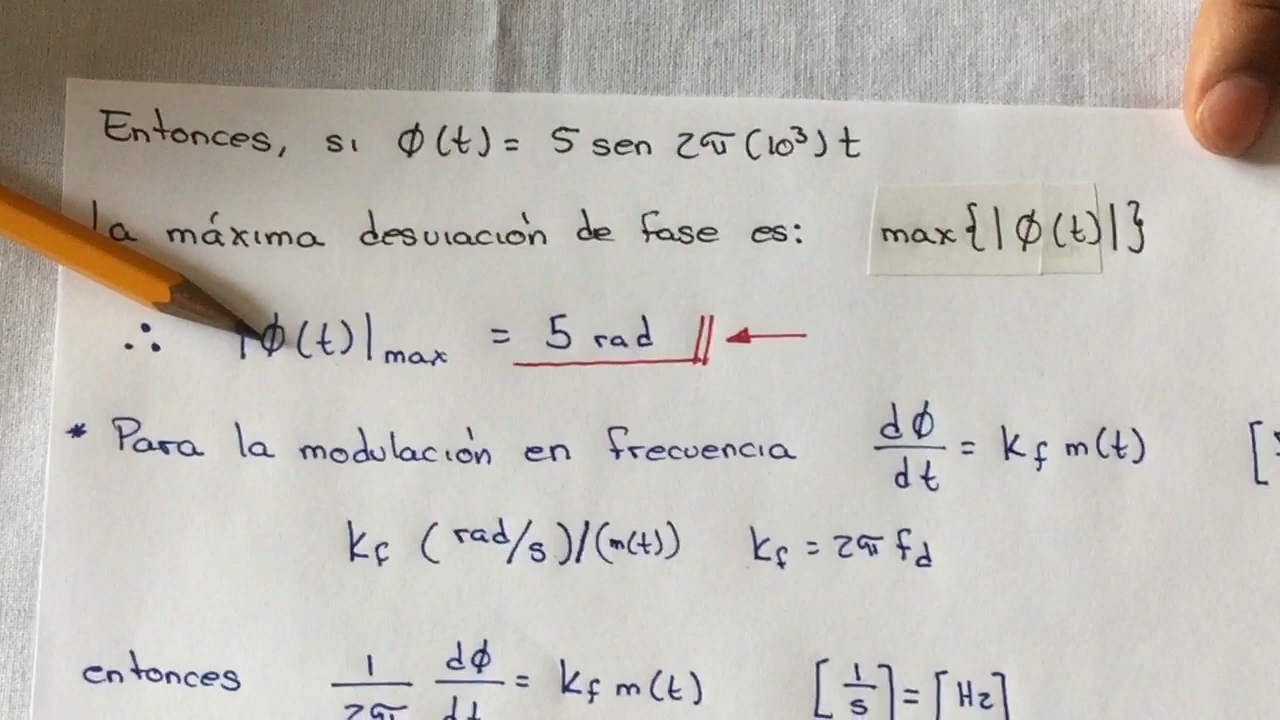 Entonces, si ϕ(t) = 5 sen 2π(10³)t
la máxima desviación de fase es: max{|ϕ(t)|}
∴ |ϕ(t)|max = 5 rad
* Para la modulación en frecuencia dϕ/dt = kf m(t) [
kf (rad/s)/(m(t)) kf = 2π fd
entonces 1/2π dϕ/dt = kf m(t) [1/s] = [Hz]